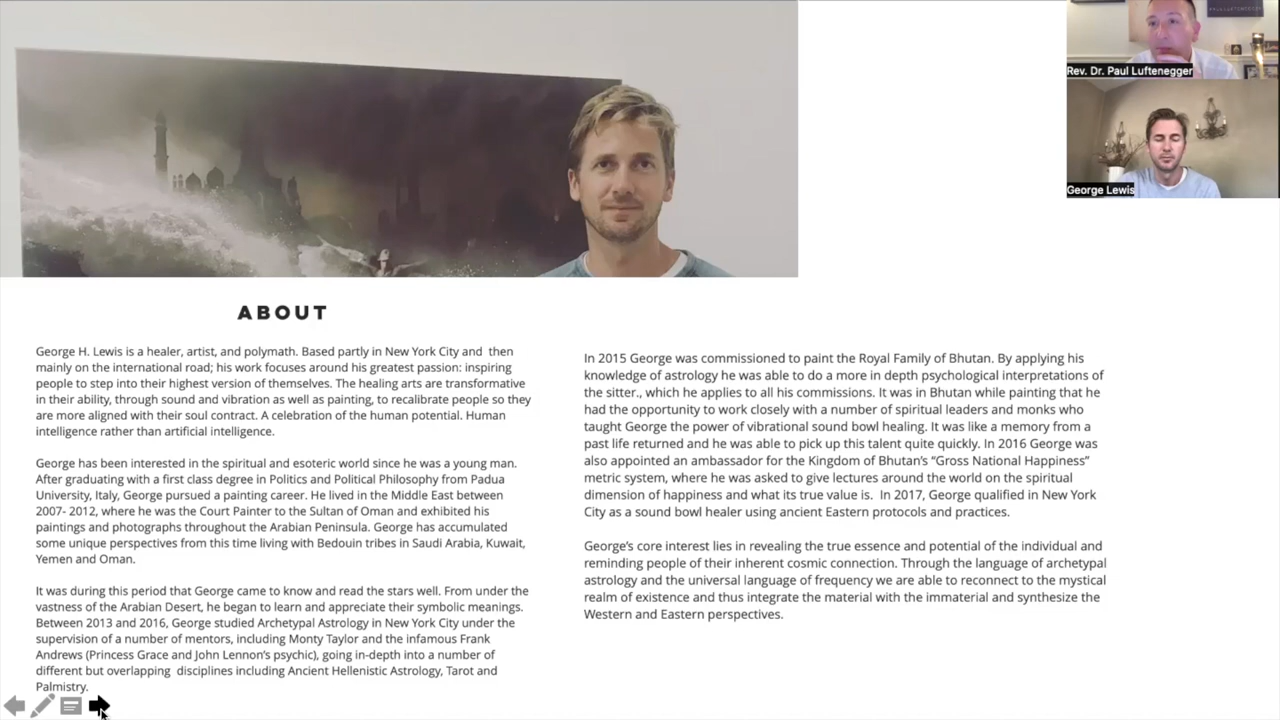 Rev. Dr. Paul Luftenegger
George Lewis
ABOUT
George H. Lewis is a healer, artist, and polymath. Based partly in New York City and then
mainly on the international road; his work focuses around his greatest passion: inspiring
people to step into their highest version of themselves. The healing arts are transformative
in their ability, through sound and vibration as well as painting, to recalibrate people so they
are more aligned with their soul contract. A celebration of the human potential. Human
intelligence rather than artificial intelligence.
George has been interested in the spiritual and esoteric world since he was a young man.
After graduating with a first class degree in Politics and Political Philosophy from Padua
University, Italy, George pursued a painting career. He lived in the Middle East between
2007- 2012, where he was the Court Painter to the Sultan of Oman and exhibited his
paintings and photographs throughout the Arabian Peninsula. George has accumulated
some unique perspectives from this time living with Bedouin tribes in Saudi Arabia, Kuwait,
Yemen and Oman.
It was during this period that George came to know and read the stars well. From under the
vastness of the Arabian Desert, he began to learn and appreciate their symbolic meanings.
Between 2013 and 2016, George studied Archetypal Astrology in New York City under the
supervision of a number of mentors, including Monty Taylor and the infamous Frank
Andrews (Princess Grace and John Lennon's psychic), going in-depth into a number of
different but overlapping disciplines including Ancient Hellenistic Astrology, Tarot and
Palmistry.
In 2015 George was commissioned to paint the Royal Family of Bhutan. By applying his
knowledge of astrology he was able to do a more in depth psychological interpretations of
the sitter., which he applies to all his commissions. It was in Bhutan while painting that he
had the opportunity to work closely with a number of spiritual leaders and monks who
taught George the power of vibrational sound bowl healing. It was like a memory from a
past life returned and he was able to pick up this talent quite quickly. In 2016 George was
also appointed an ambassador for the Kingdom of Bhutan's "Gross National Happiness"
metric system, where he was asked to give lectures around the world on the spiritual
dimension of happiness and what its true value is. In 2017, George qualified in New York
City as a sound bowl healer using ancient Eastern protocols and practices.
George's core interest lies in revealing the true essence and potential of the individual and
reminding people of their inherent cosmic connection. Through the language of archetypal
astrology and the universal language of frequency we are able to reconnect to the mystical
realm of existence and thus integrate the material with the immaterial and synthesize the
Western and Eastern perspectives.